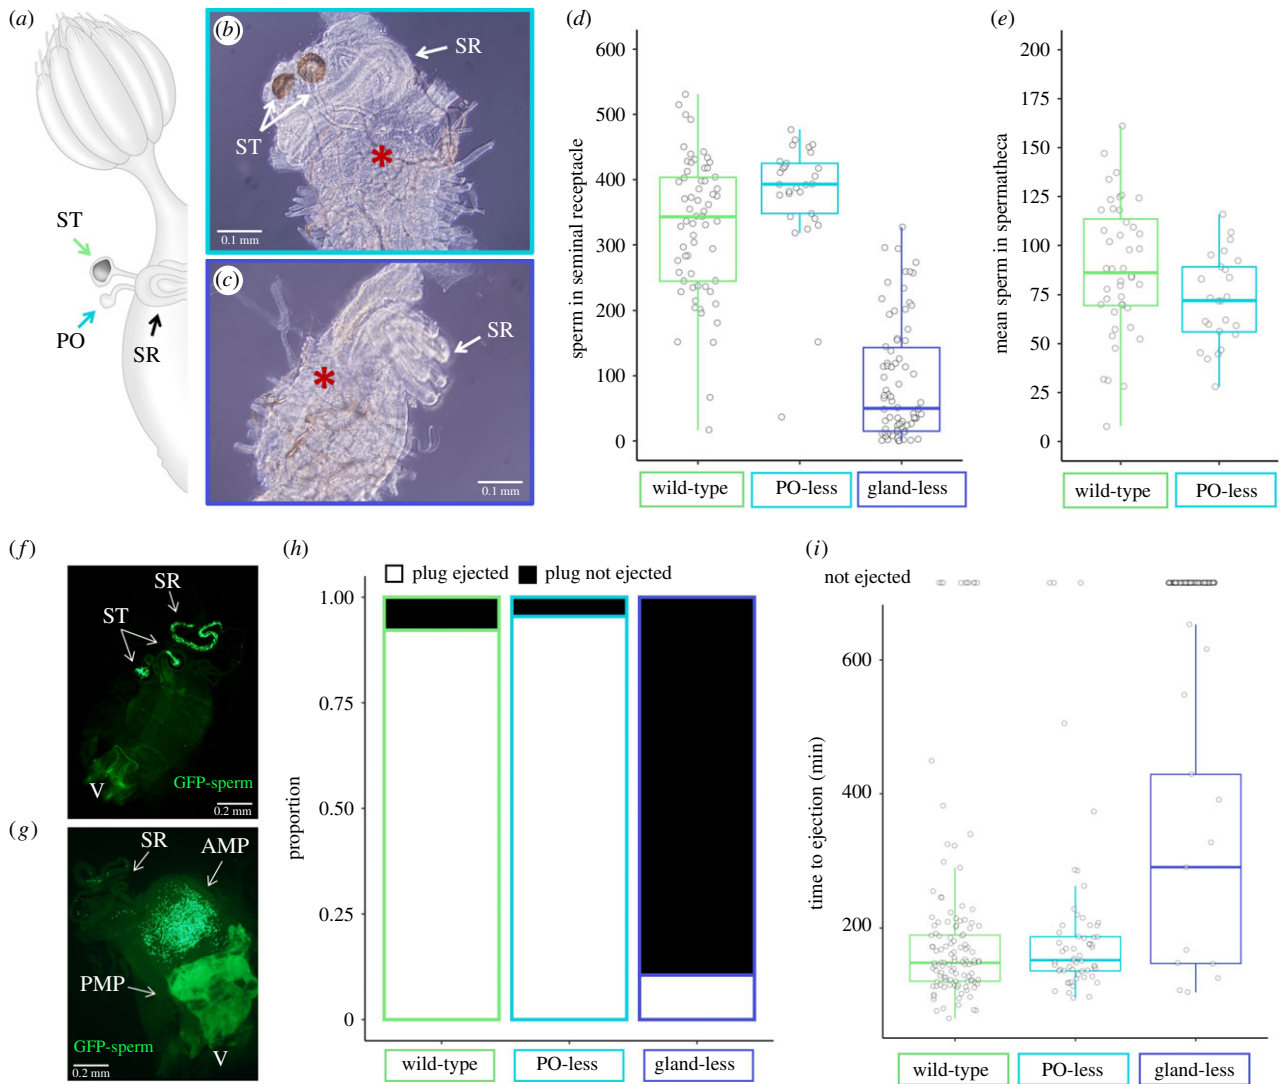 (a)
ST
PO
SR
(b)
SR
ST
*
0.1 mm
(c)
SR
*
0.1 mm
(d)
sperm in seminal receptacle
600
500
400
300
200
100
0
wild-type
PO-less
gland-less
(e)
mean sperm in spermatheca
200
175
150
125
100
75
50
25
0
wild-type
PO-less
(f)
SR
ST
V
GFP-sperm
0.2 mm
(g)
SR
AMP
PMP
V
GFP-sperm
0.2 mm
(h)
plug ejected
plug not ejected
proportion
1.00
0.75
0.50
0.25
0
wild-type
PO-less
gland-less
(i)
not ejected
time to ejection (min)
600
400
200
wild-type
PO-less
gland-less